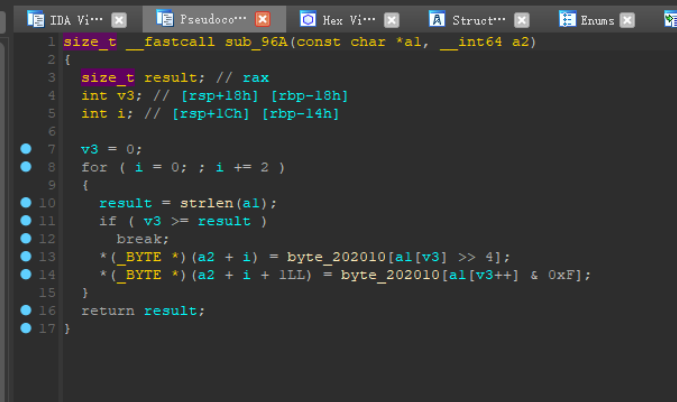 IDA Vi··· Pseudoco··· Hex Vi··· Struct··· Enums
1 size_t __fastcall sub_96A(const char *a1, __int64 a2)
2 {
3 size_t result; // rax
4 int v3; // [rsp+18h] [rbp-18h]
5 int i; // [rsp+1Ch] [rbp-14h]
6
7 v3 = 0;
8 for ( i = 0; ; i += 2 )
9 {
10 result = strlen(a1);
11 if ( v3 >= result )
12 break;
13 *(_BYTE *)(a2 + i) = byte_202010[a1[v3] >> 4];
14 *(_BYTE *)(a2 + i + 1LL) = byte_202010[a1[v3++] & 0xF];
15 }
16 return result;
17 }